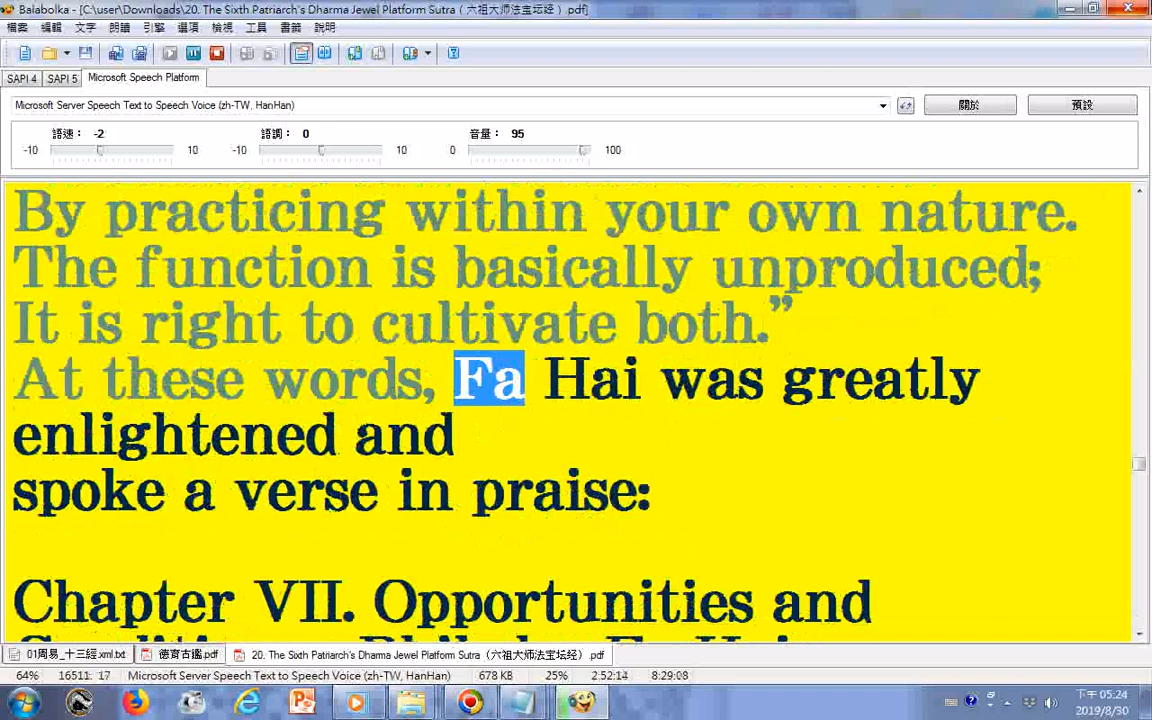 Balabolka - [C:\user\Downloads\20. The Sixth Patriarch's Dharma Jewel Platform Sutra（六祖大师法宝坛经）.pdf]
檔案 編輯 文字 朗讀 引擎 選項 檢視 工具 書籤 說明
SAPI 4 SAPI 5 Microsoft Speech Platform
Microsoft Server Speech Text to Speech Voice (zh-TW, HanHan) 關於 預設
語速： -2 語調： 0 音量： 95
-10 10 -10 10 0 100
By practicing within your own nature.
The function is basically unproduced;
It is right to cultivate both.”
At these words, Fa Hai was greatly
enlightened and
spoke a verse in praise:
Chapter VII. Opportunities and
01周易_十三經.xml.txt 德育古鑑.pdf 20. The Sixth Patriarch's Dharma Jewel Platform Sutra（六祖大师法宝坛经）.pdf
64% 16511: 17 Microsoft Server Speech Text to Speech Voice (zh-TW, HanHan) 678 KB 25% 2:52:14 8:29:08
下午 05:24
2019/8/30